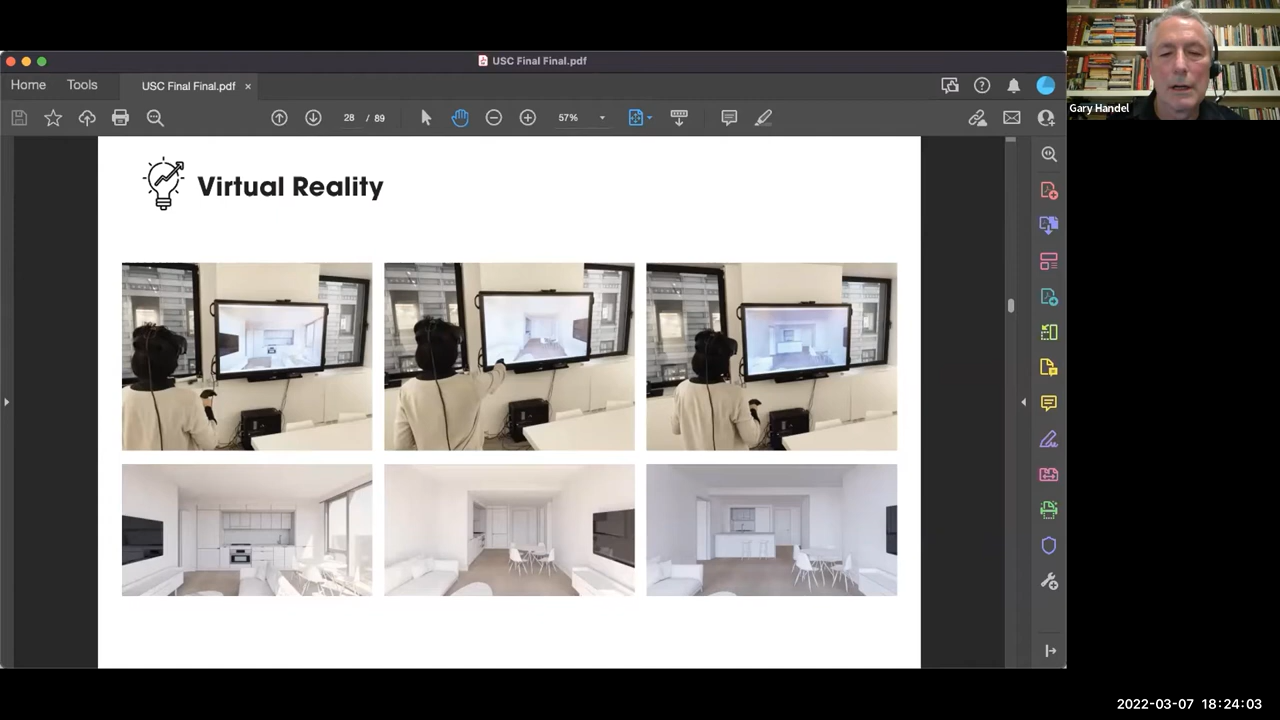 USC Final Final.pdf
Gary Handel
Home Tools USC Final Final.pdf ×
28 / 89 57%
Virtual Reality
2022-03-07 18:24:03